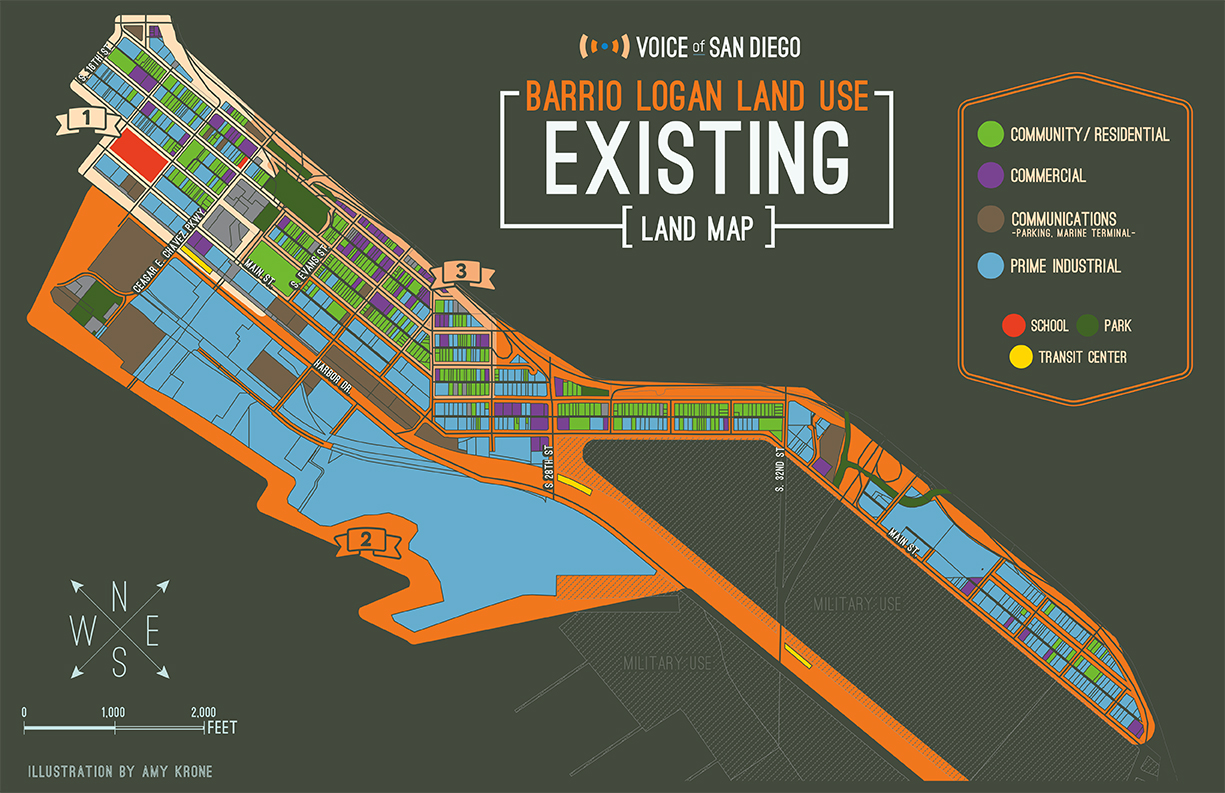 VOICE of SAN DIEGO
BARRIO LOGAN LAND USE
EXISTING
[LAND MAP]
COMMUNITY/ RESIDENTIAL
COMMERCIAL
COMMUNICATIONS
-PARKING, MARINE TERMINAL-
PRIME INDUSTRIAL
SCHOOL
PARK
TRANSIT CENTER
S. 16TH ST
1
CEASAR E. CHAVEZ PKWY
MAIN ST
S. EVANS ST
3
HARBOR DR
S. 28TH ST
S. 32ND ST
MAIN ST
2
MILITARY USE
MILITARY USE
N
W E
S
0 1,000 2,000
FEET
ILLUSTRATION BY AMY KRONE